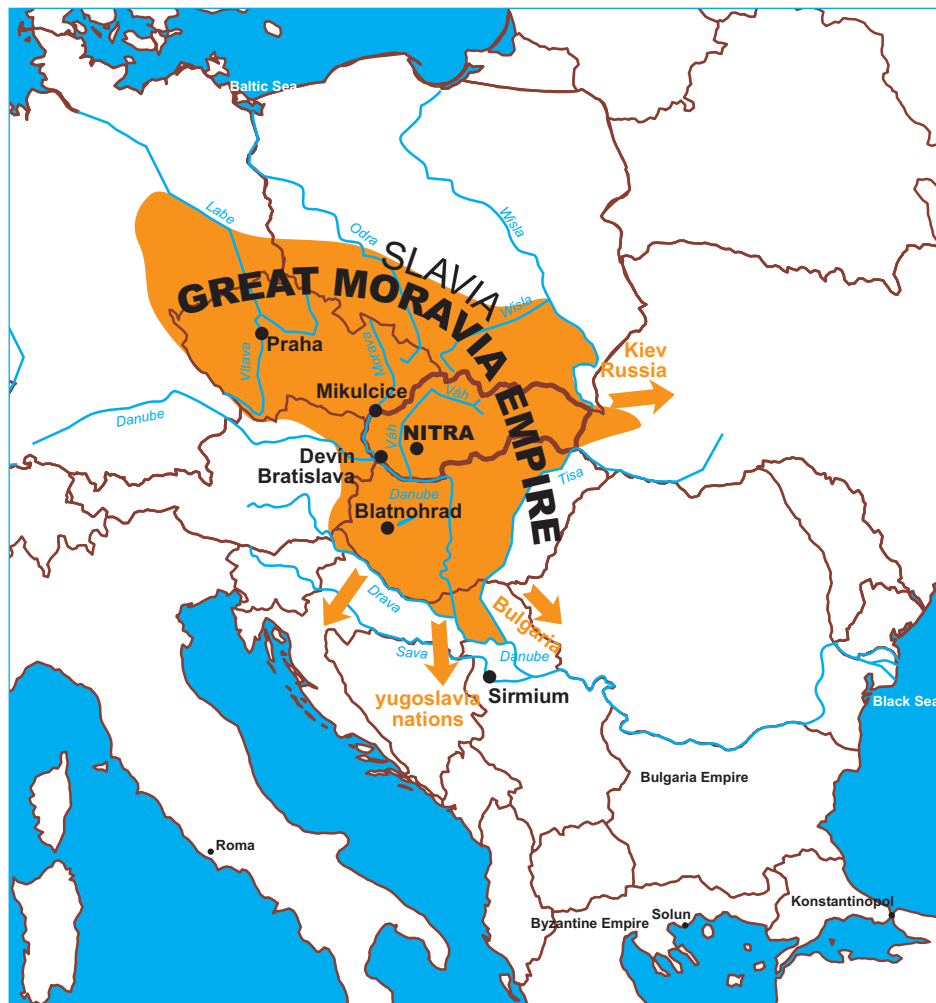 Baltic Sea
Labe
Odra
Wisla
SLAVIA
GREAT MORAVIA EMPIRE
Wisla
Praha
Vltava
Morava
Kiev
Russia
Mikulcice
Váh
Váh
NITRA
Danube
Devín
Bratislava
Tisa
Danube
Blatnohrad
Drava
Bulgaria
Sava
Danube
Sirmium
yugoslavia
nations
Black Sea
Bulgaria Empire
Roma
Konstantinopol
Solun
Byzantine Empire